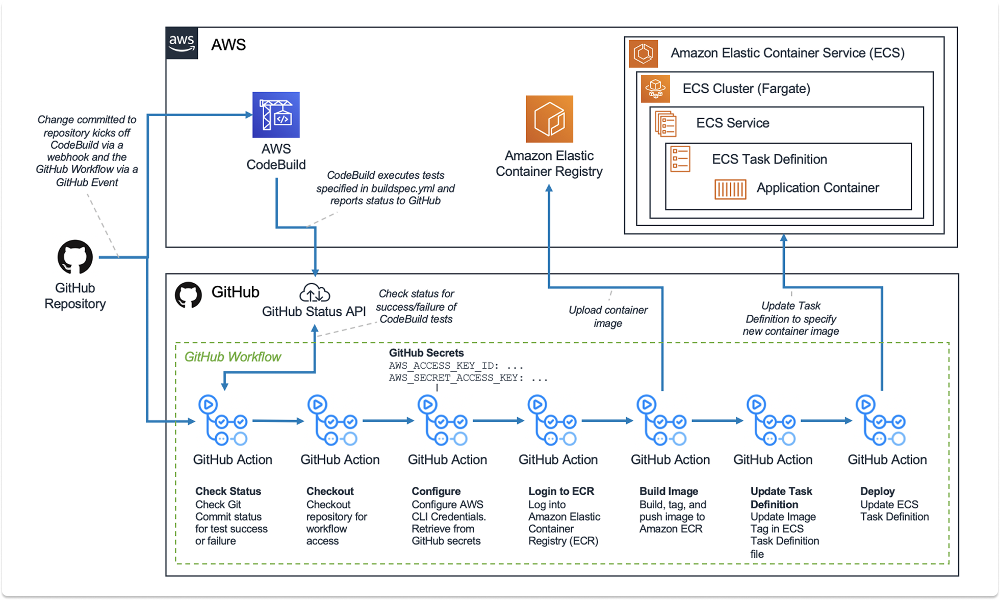 aws
AWS
Amazon Elastic Container Service (ECS)
ECS Cluster (Fargate)
ECS Service
ECS Task Definition
Application Container
AWS
CodeBuild
Amazon Elastic
Container Registry
Change committed to
repository kicks off
CodeBuild via a
webhook and the
GitHub Workflow via a
GitHub Event
CodeBuild executes tests
specified in buildspec.yml and
reports status to GitHub
GitHub
Repository
GitHub
GitHub Status API
Check status for
success/failure of
CodeBuild tests
Upload container
image
Update Task
Definition to specify
new container image
GitHub Workflow
GitHub Secrets
AWS_ACCESS_KEY_ID: ...
AWS_SECRET_ACCESS_KEY: ...
GitHub Action
Check Status
Check Git
Commit status
for test success
or failure
GitHub Action
Checkout
Checkout
repository for
workflow
access
GitHub Action
Configure
Configure AWS
CLI Credentials.
Retrieve from
GitHub secrets
GitHub Action
Login to ECR
Log into
Amazon Elastic
Container
Registry (ECR)
GitHub Action
Build Image
Build, tag, and
push image to
Amazon ECR
GitHub Action
Update Task
Definition
Update Image
Tag in ECS
Task Definition
file
GitHub Action
Deploy
Update ECS
Task Definition